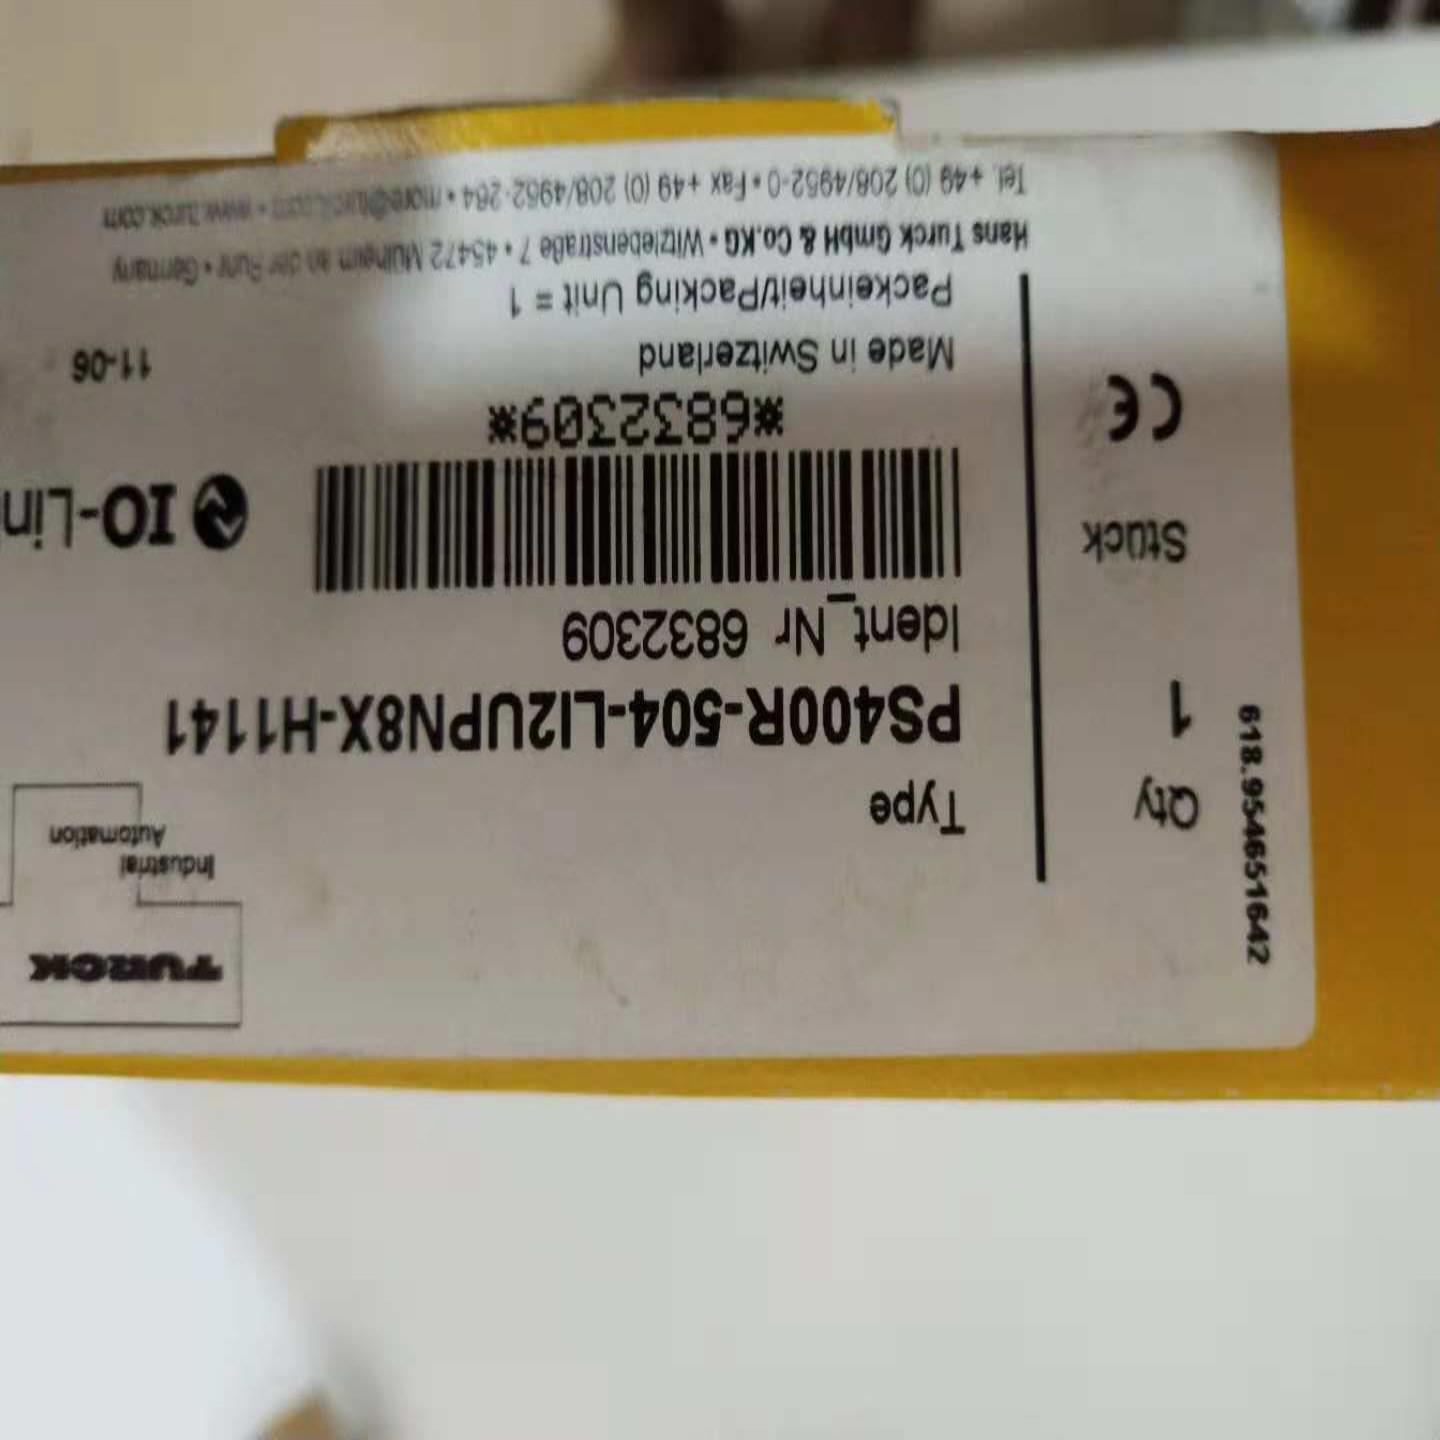 TURCK
Industrial
Automation
Qty
Type
1
PS400R-504-LI2UPN8X-H1141
Ident_Nr 6832309
Stück
IO-Lin
*6832309*
CE
Made in Switzerland
11-06
Packeinheit/Packing Unit = 1
Hans Turck GmbH & Co.KG • Witzlebenstraße 7 • 45472 Mülheim an der Ruhr • Germany
Tel. +49 (0) 208/4952-0 • Fax +49 (0) 208/4952-264 • more@turck.com • www.turck.com
618.954651642